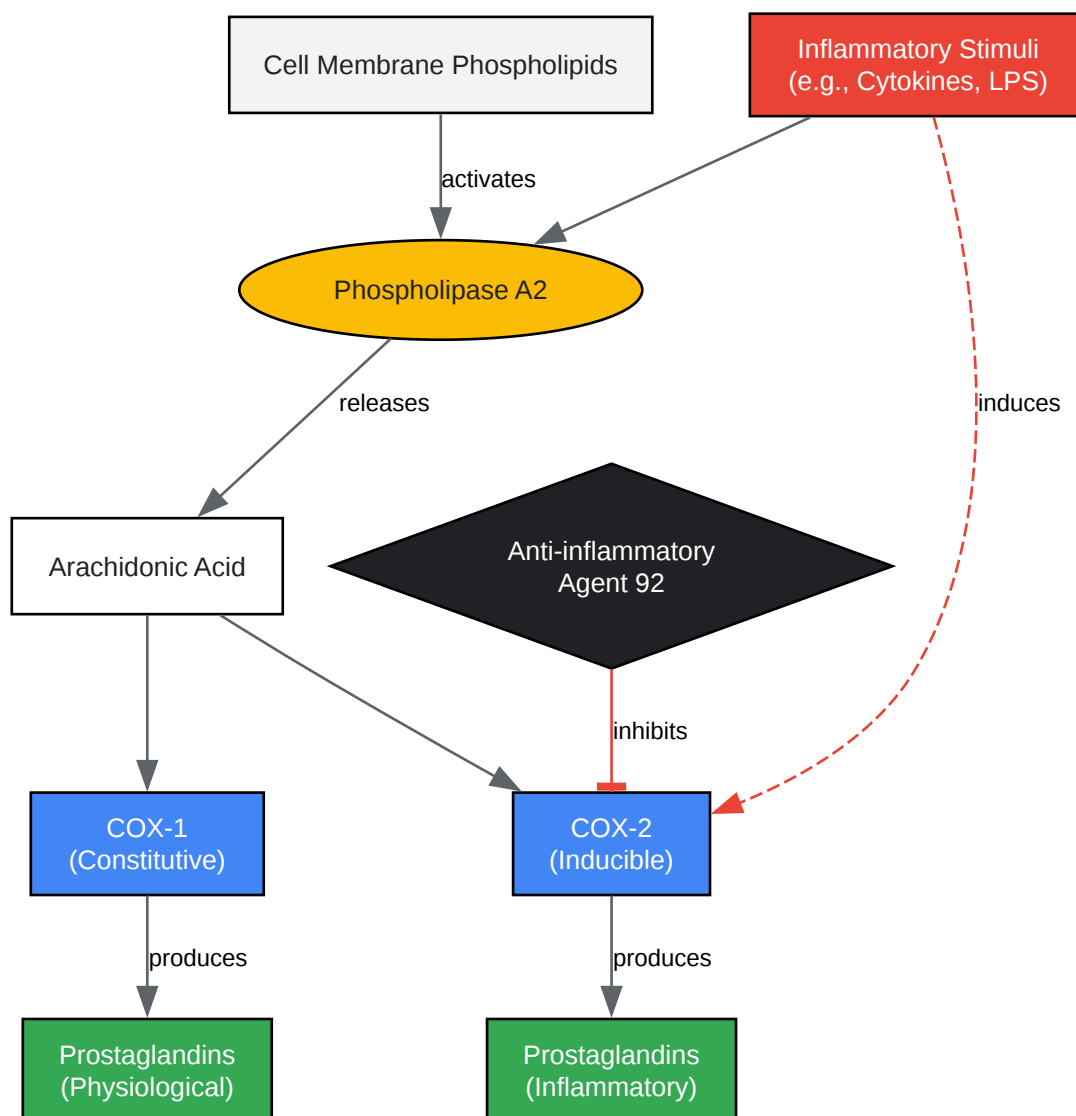 Cell Membrane Phospholipids
Inflammatory Stimuli
(e.g., Cytokines, LPS)
activates
Phospholipase A2
releases
induces
Arachidonic Acid
Anti-inflammatory
Agent 92
inhibits
COX-1
(Constitutive)
COX-2
(Inducible)
produces
produces
Prostaglandins
(Physiological)
Prostaglandins
(Inflammatory)